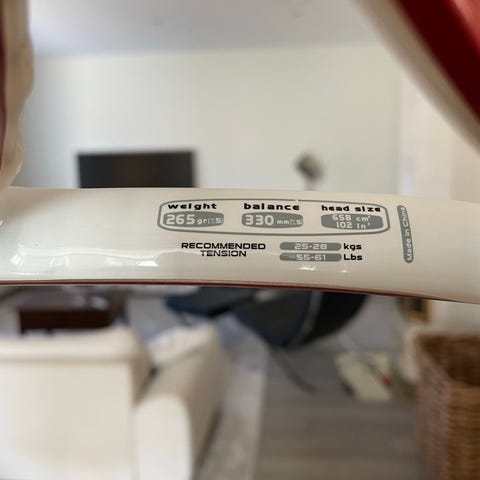 weight balance head size
265 gr±5 330 mm±5 658 cm²
102 in²
RECOMMENDED TENSION 25-28 kgs
55-61 Lbs
Made in China